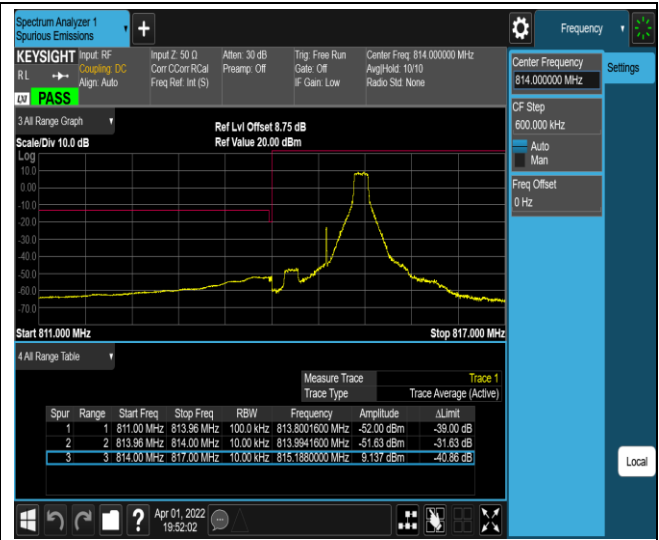 Spectrum Analyzer 1
Spurious Emissions
Frequency
KEYSIGHT
RL
Input: RF
Coupling: DC
Align: Auto
Input Z: 50 Ω
Corr CCorr RCal
Freq Ref: Int (S)
Atten: 30 dB
Preamp: Off
Trig: Free Run
Gate: Off
IF Gain: Low
Center Freq: 814.000000 MHz
Avg|Hold: 10/10
Radio Std: None
PASS
3 All Range Graph
Scale/Div 10.0 dB
Ref Lvl Offset 8.75 dB
Ref Value 20.00 dBm
Log
10.0
0.00
-10.0
-20.0
-30.0
-40.0
-50.0
-60.0
-70.0
Start 811.000 MHz
Stop 817.000 MHz
4 All Range Table
Measure Trace Trace 1
Trace Type Trace Average (Active)
Spur Range Start Freq Stop Freq RBW Frequency Amplitude ΔLimit
1 1 811.00 MHz 813.96 MHz 100.0 kHz 813.8001600 MHz -52.00 dBm -39.00 dB
2 2 813.96 MHz 814.00 MHz 10.00 kHz 813.9941600 MHz -51.63 dBm -31.63 dB
3 3 814.00 MHz 817.00 MHz 10.00 kHz 815.1880000 MHz 9.137 dBm -40.86 dB
Apr 01, 2022
19:52:02
Center Frequency
814.000000 MHz
CF Step
600.000 kHz
Auto
Man
Freq Offset
0 Hz
Settings
Local